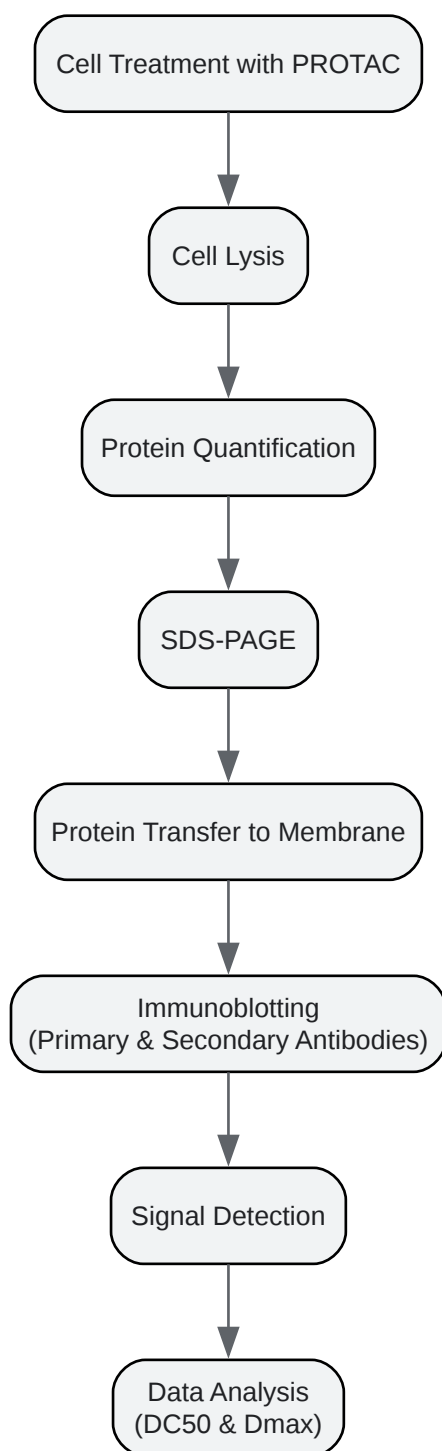 Cell Treatment with PROTAC
Cell Lysis
Protein Quantification
SDS-PAGE
Protein Transfer to Membrane
Immunoblotting
(Primary & Secondary Antibodies)
Signal Detection
Data Analysis
(DC50 & Dmax)